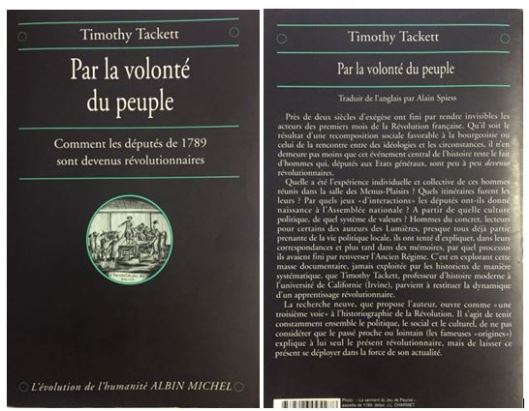 Timothy Tackett
Par la volonté
du peuple
Comment les députés de 1789
sont devenus révolutionnaires
L'évolution de l'humanité ALBIN MICHEL
Timothy Tackett
Par la volonté du peuple
Traduit de l'anglais par Alain Spiess
Près de deux siècles d'exégèse ont fini par rendre invisibles les
acteurs des premiers mois de la Révolution française. Qu'il soit le
résultat d'une recomposition sociale favorable à la bourgeoisie ou
celui de la rencontre entre des idéologies et les circonstances, il n'en
demeure pas moins que cet événement central de l'histoire reste le fait
d'hommes qui, députés aux Etats généraux, sont peu à peu devenus
révolutionnaires.
Quelle a été l'expérience individuelle et collective de ces hommes
réunis dans la salle des Menus-Plaisirs ? Quels itinéraires furent les
leurs ? Par quels jeux «d'interactions» les députés ont-ils donné
naissance à l'Assemblée nationale ? A partir de quelle culture
politique, de quel système de valeurs ? Hommes du concret, lecteurs
pour certains des auteurs des Lumières, presque tous déjà partie
prenante de la vie politique locale, ils ont tenté d'expliquer, dans leurs
correspondances et plus tard dans des mémoires, par quel processus
ils avaient fini par renverser l'Ancien Régime. C'est en explorant cette
masse documentaire, jamais exploitée par les historiens de manière
systématique, que Timothy Tackett, professeur d'histoire moderne à
l'université de Californie (Irvine), parvient à restituer la dynamique
d'un apprentissage révolutionnaire.
La recherche neuve, que propose l'auteur, ouvre comme «une
troisième voie» à l'historiographie de la Révolution. Il s'agit de tenir
constamment ensemble le politique, le social et le culturel, de ne pas
considérer que le passé proche ou lointain (les fameuses «origines»)
explique à lui seul le présent révolutionnaire, mais de laisser ce
présent se déployer dans la force de son actualité.
Photo : «Le serment du Jeu de Paume»,
assiette de 1789, détail. J.L. CHARMET